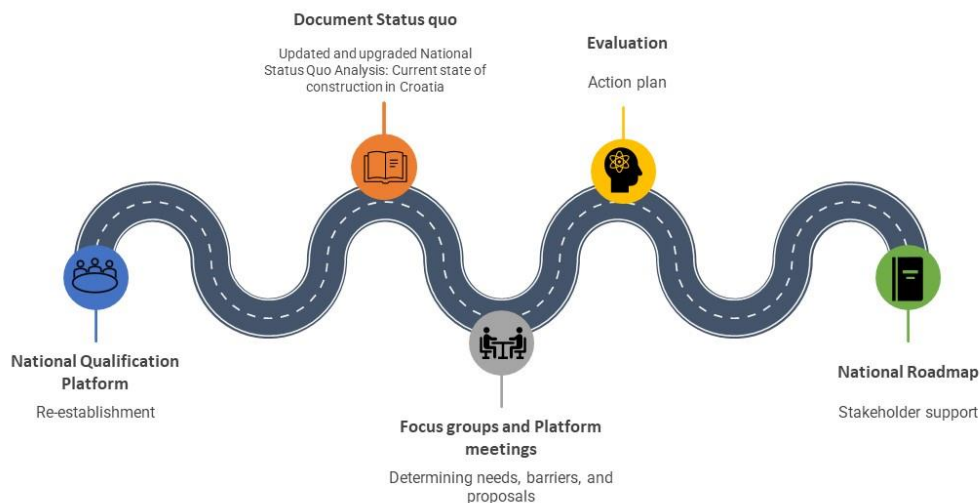 Document Status quo
Updated and upgraded National
Status Quo Analysis: Current state of
construction in Croatia
Evaluation
Action plan
National Qualification
Platform
Re-establishment
Focus groups and Platform
meetings
Determining needs, barriers, and
proposals
National Roadmap
Stakeholder support